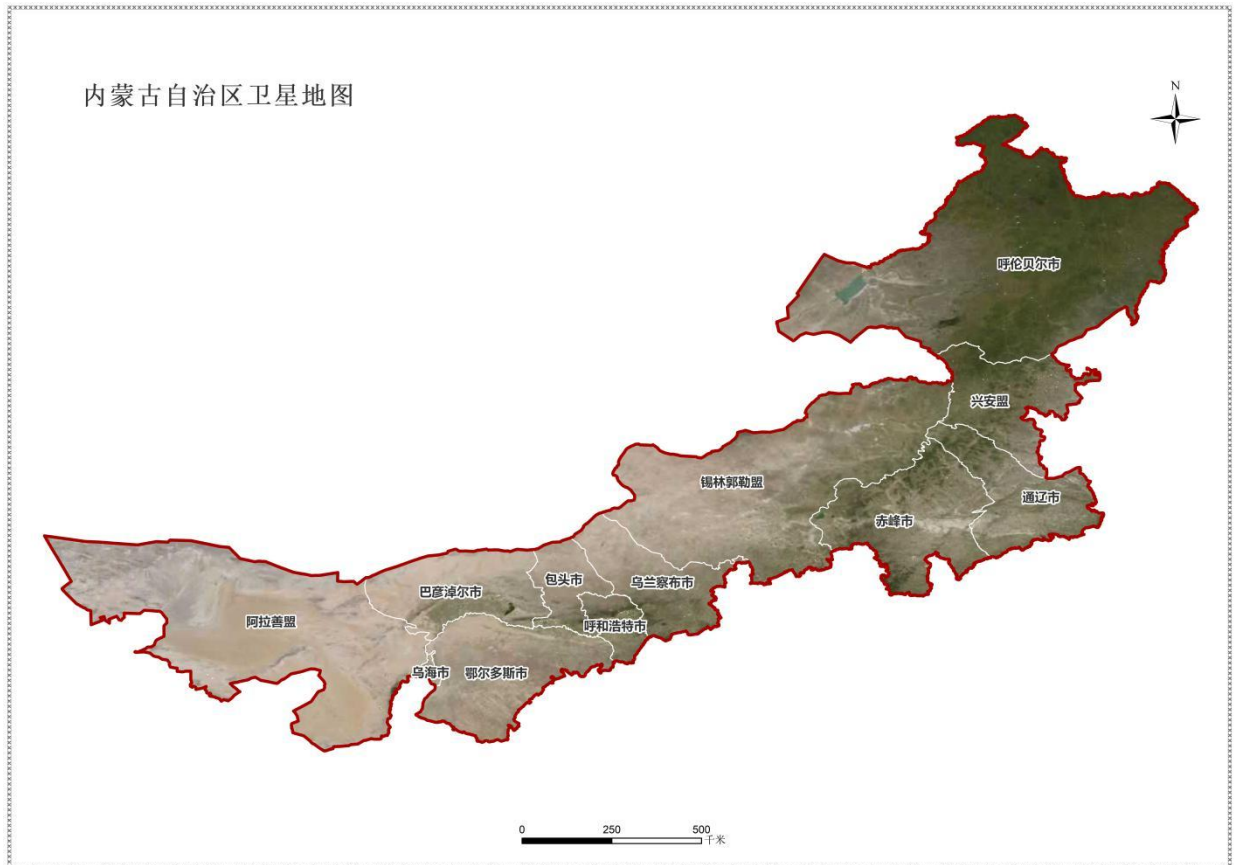 内蒙古自治区卫星地图
N
呼伦贝尔市
兴安盟
锡林郭勒盟
通辽市
赤峰市
包头市
乌兰察布市
巴彦淖尔市
阿拉善盟
呼和浩特市
乌海市
鄂尔多斯市
0 250 500
千米